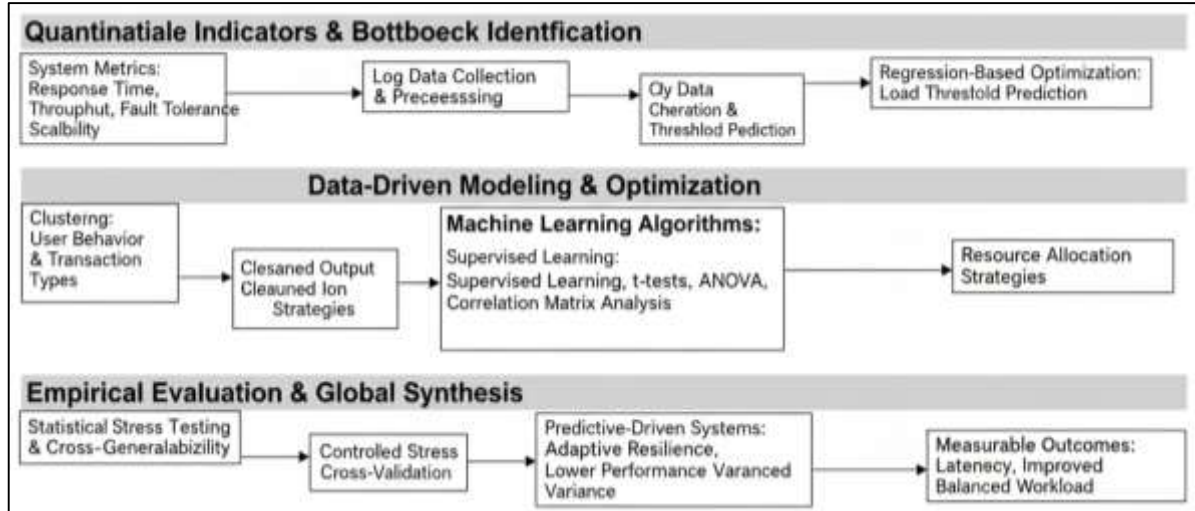 Quantinatiale Indicators & Bottboeck Identfication
System Metrics:
Response Time,
Throuphut, Fault Tolerance
Scalbility
Log Data Collection
& Preceesssing
Oy Data
Cheration &
Threshlod Pediction
Regression-Based Optimization:
Load Thresłold Prediction
Data-Driven Modeling & Optimization
Clusterng:
User Behavior
& Transaction
Types
Clesaned Output
Cleauned Ion
Strategies
Machine Learning Algorithms:
Supervised Learning:
Supervised Learning, t-tests, ANOVA,
Correlation Matrix Analysis
Resource Allocation
Strategies
Empirical Evaluation & Global Synthesis
Statistical Stress Testing
& Cross-Generalabizility
Controlled Stress
Cross-Validation
Predictive-Driven Systems:
Adaptive Resilience,
Lower Performance Varanced
Variance
Measurable Outcomes:
Latenecy, Improved
Balanced Workload